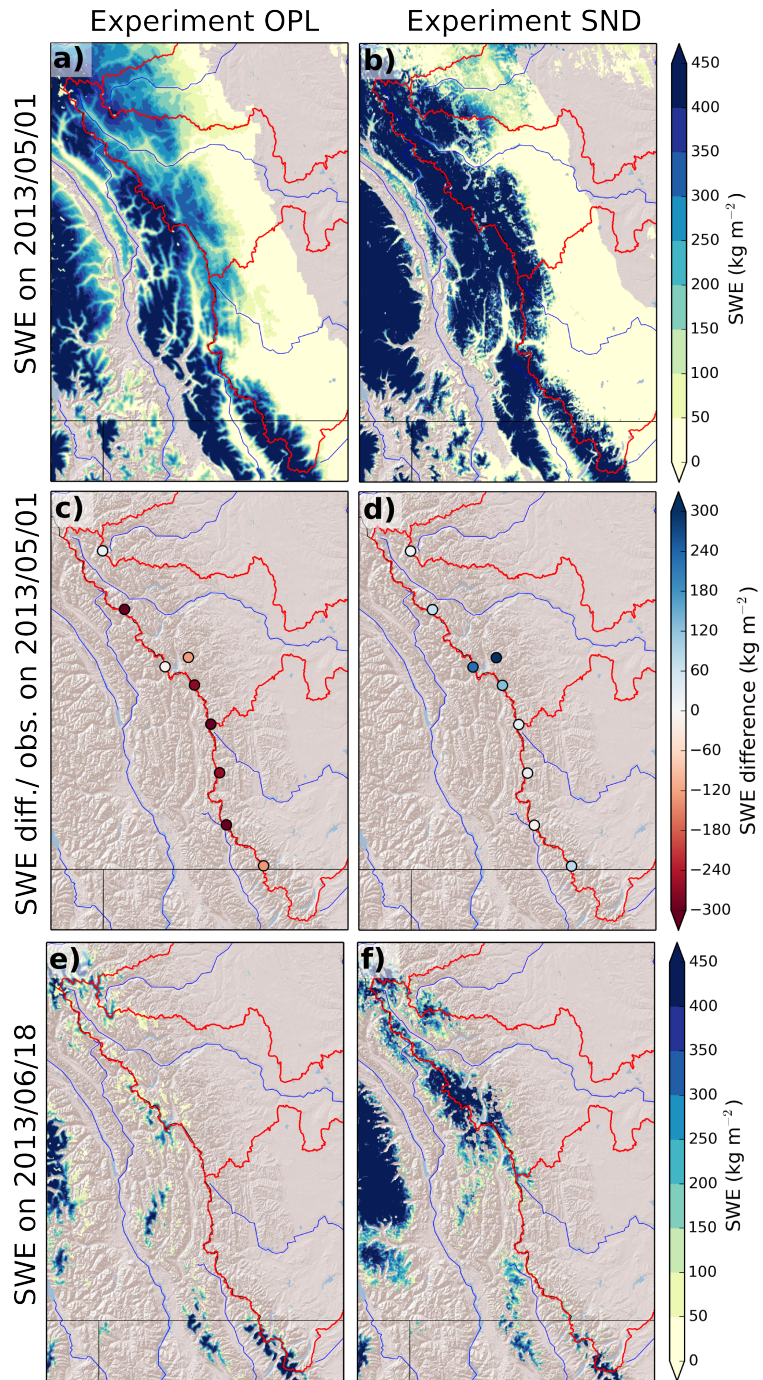 Experiment OPL
Experiment SND
SWE on 2013/05/01
a)
b)
450
400
350
300
250
200
150
100
50
0
SWE (kg m⁻²)
SWE diff./ obs. on 2013/05/01
c)
d)
300
240
180
120
60
0
−60
−120
−180
−240
−300
SWE difference (kg m⁻²)
SWE on 2013/06/18
e)
f)
450
400
350
300
250
200
150
100
50
0
SWE (kg m⁻²)